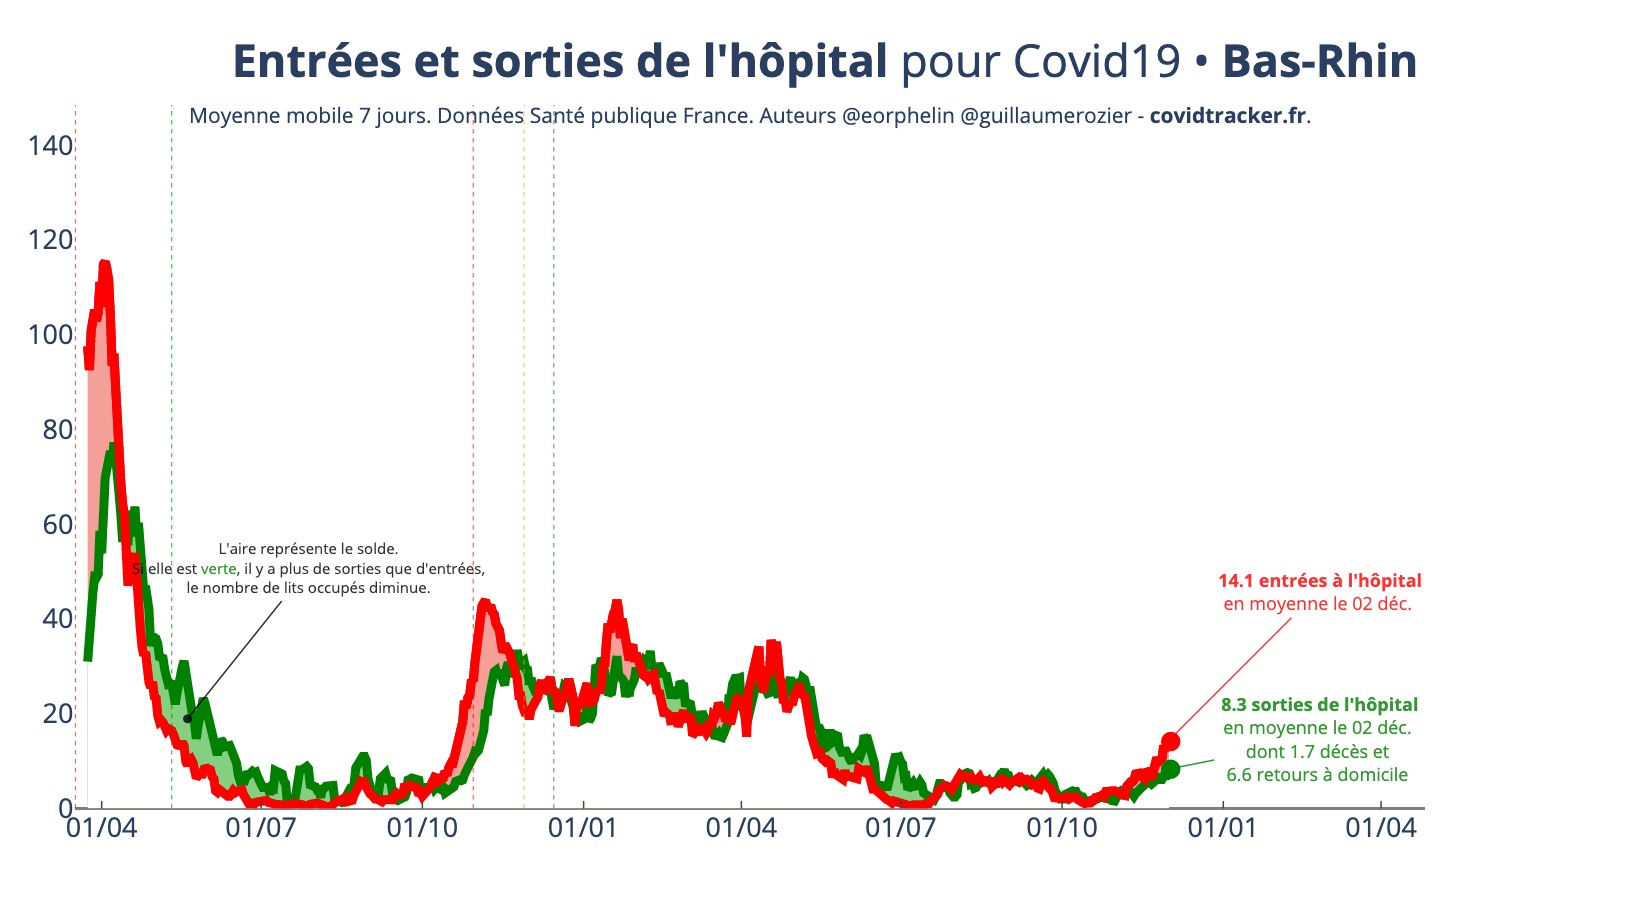 Entrées et sorties de l'hôpital pour Covid19 • Bas-Rhin
Moyenne mobile 7 jours. Données Santé publique France. Auteurs @eorphelin @guillaumerozier - covidtracker.fr.
140
120
100
80
60
40
20
0
L'aire représente le solde.
Si elle est verte, il y a plus de sorties que d'entrées,
le nombre de lits occupés diminue.
14.1 entrées à l'hôpital
en moyenne le 02 déc.
8.3 sorties de l'hôpital
en moyenne le 02 déc.
dont 1.7 décès et
6.6 retours à domicile
01/04 01/07 01/10 01/01 01/04 01/07 01/10 01/01 01/04